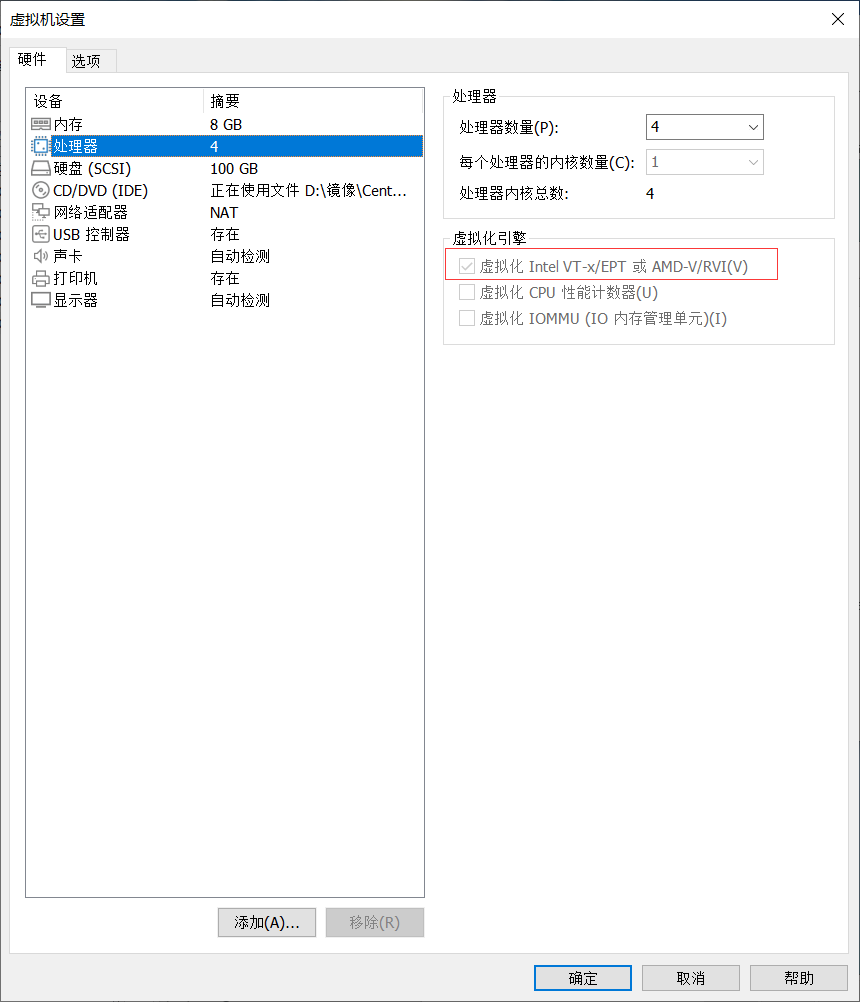 虚拟机设置
硬件 选项
设备 摘要
内存 8 GB
处理器 4
硬盘 (SCSI) 100 GB
CD/DVD (IDE) 正在使用文件 D:\镜像\Cent...
网络适配器 NAT
USB 控制器 存在
声卡 自动检测
打印机 存在
显示器 自动检测
添加(A)... 移除(R)
处理器
处理器数量(P): 4
每个处理器的内核数量(C): 1
处理器内核总数: 4
虚拟化引擎
虚拟化 Intel VT-x/EPT 或 AMD-V/RVI(V)
虚拟化 CPU 性能计数器(U)
虚拟化 IOMMU (IO 内存管理单元)(I)
确定 取消 帮助